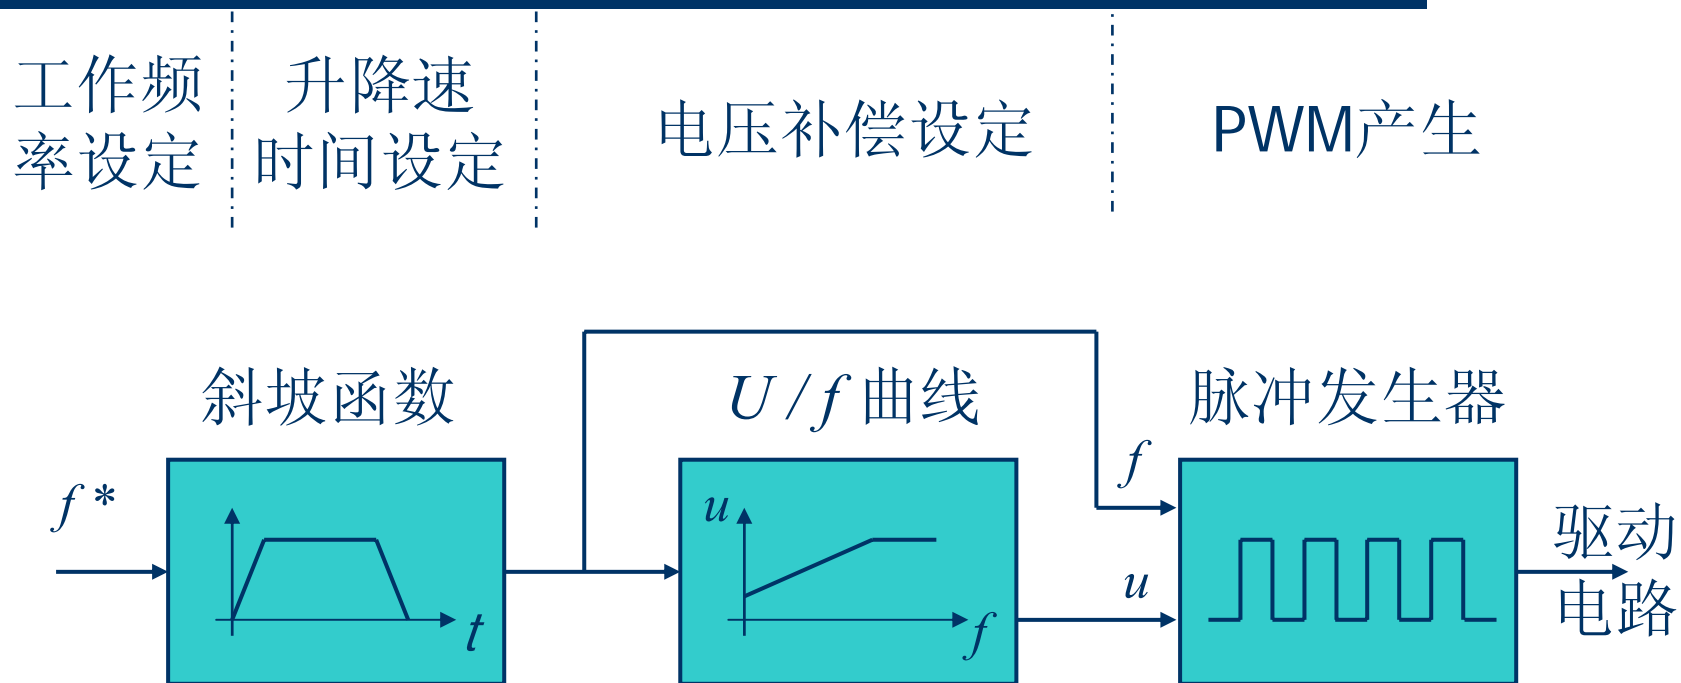 工作频
率设定
升降速
时间设定
电压补偿设定
PWM产生
斜坡函数
U/f曲线
脉冲发生器
f*
t
u
f
f
u
驱动
电路